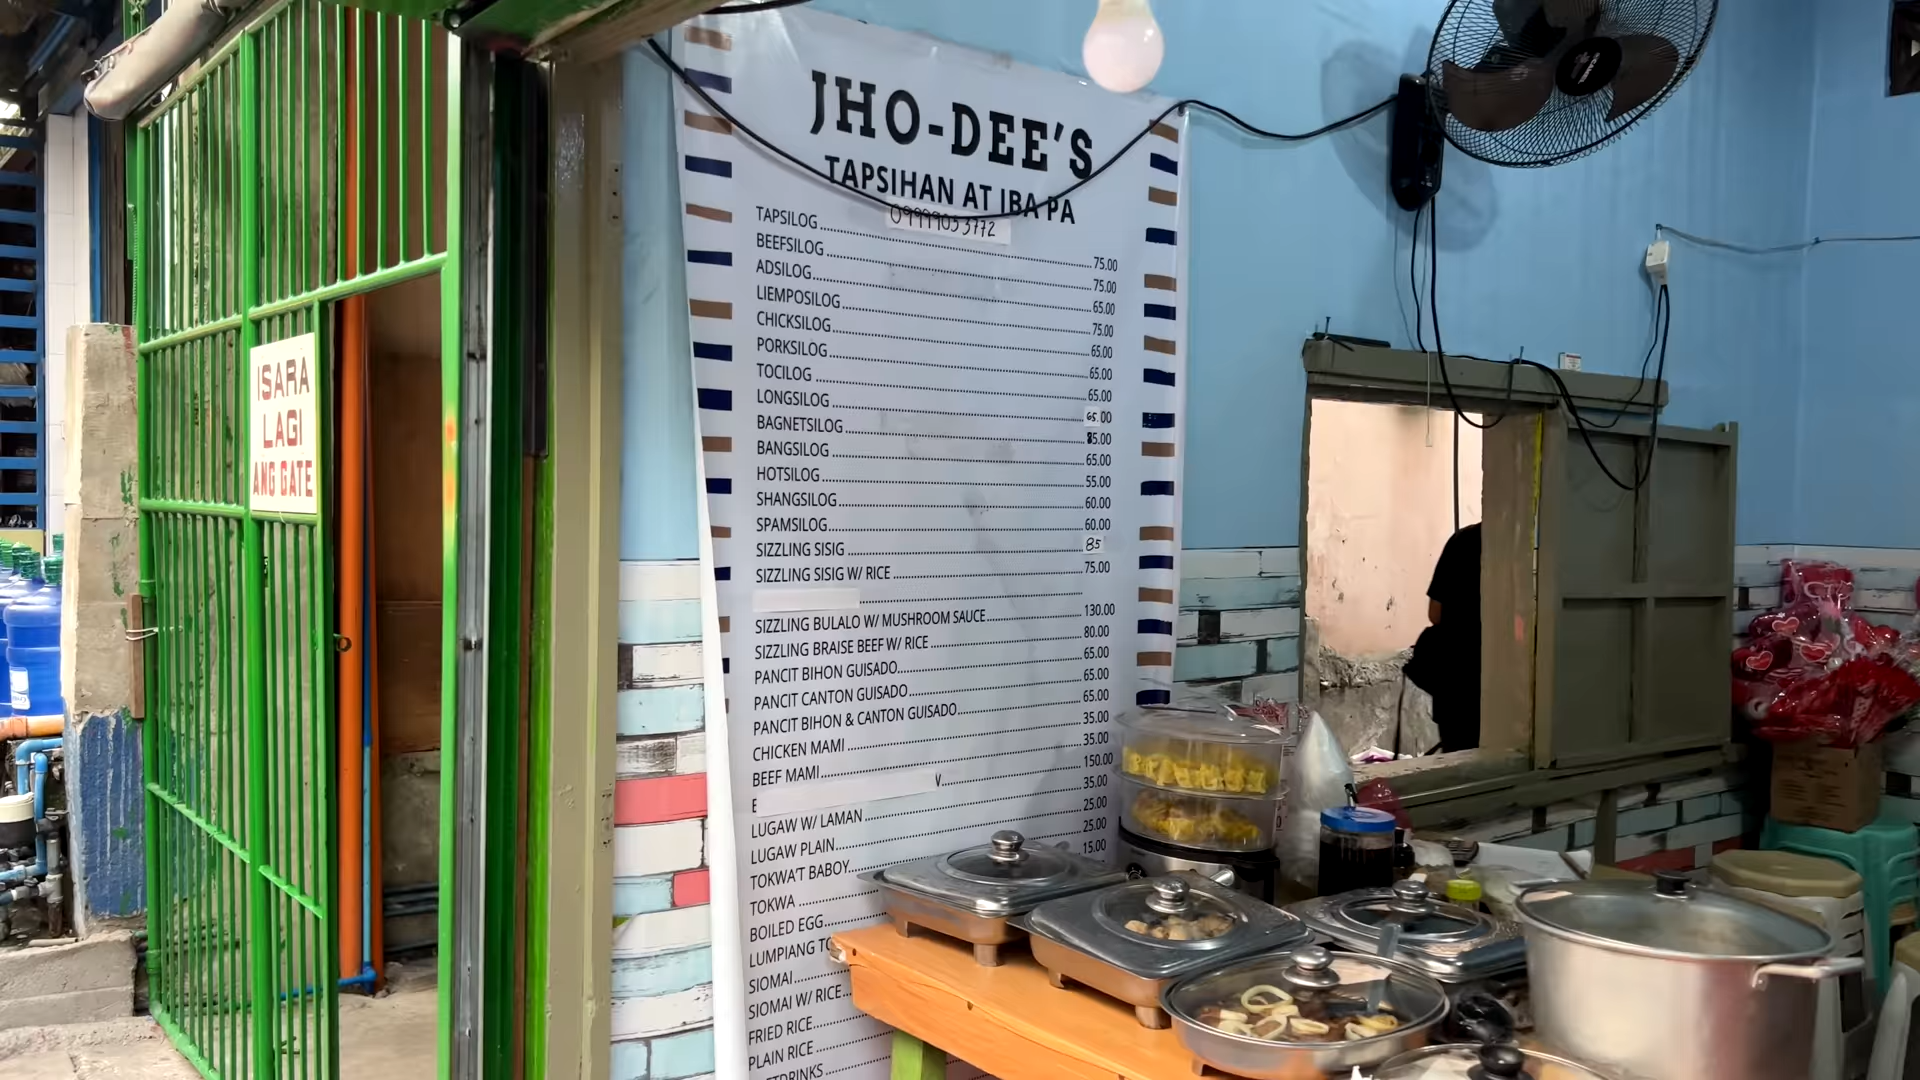 ISARA
LAGI
ANG GATE
JHO-DEE'S
TAPSIHAN AT IBA PA
09999053772
TAPSILOG 75.00
BEEFSILOG 75.00
ADSILOG 65.00
LIEMPOSILOG 75.00
CHICKSILOG 65.00
PORKSILOG 65.00
TOCILOG 65.00
LONGSILOG 65.00
BAGNETSILOG 85.00
BANGSILOG 65.00
HOTSILOG 55.00
SHANGSILOG 60.00
SPAMSILOG 60.00
SIZZLING SISIG 85
SIZZLING SISIG W/ RICE 75.00
SIZZLING BULALO W/ MUSHROOM SAUCE 130.00
SIZZLING BRAISE BEEF W/ RICE 80.00
PANCIT BIHON GUISADO 65.00
PANCIT CANTON GUISADO 65.00
PANCIT BIHON & CANTON GUISADO 65.00
CHICKEN MAMI 35.00
BEEF MAMI 35.00
150.00
LUGAW W/ LAMAN 35.00
LUGAW PLAIN 25.00
TOKWA'T BABOY 25.00
TOKWA 15.00
BOILED EGG
LUMPIANG
SIOMAI
SIOMAI W/ RICE
FRIED RICE
PLAIN RICE